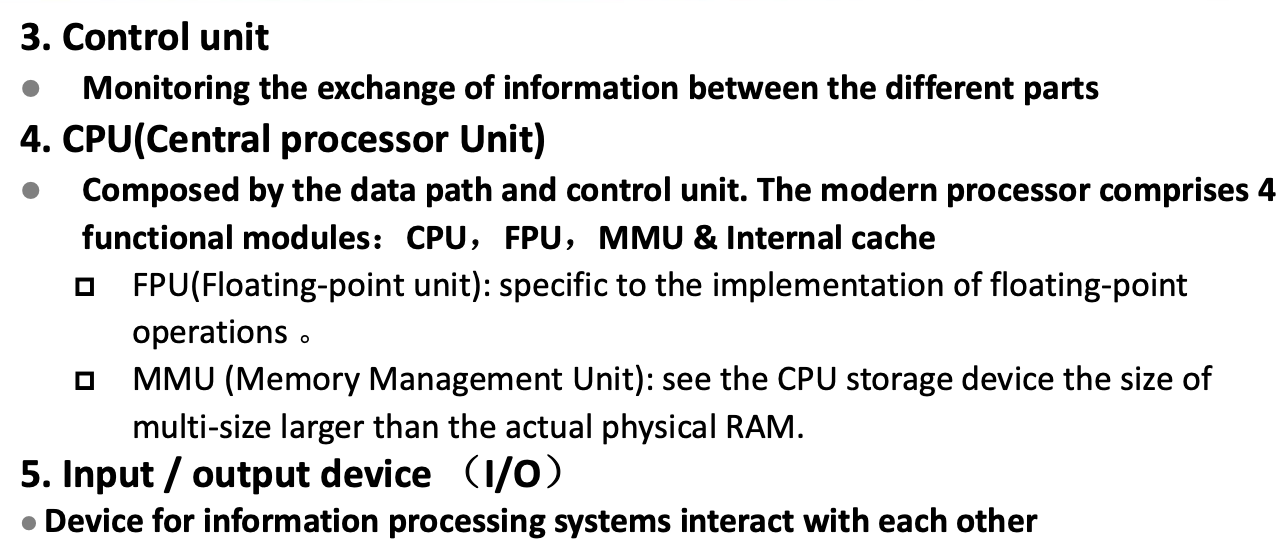 3. Control unit
● Monitoring the exchange of information between the different parts
4. CPU(Central processor Unit)
● Composed by the data path and control unit. The modern processor comprises 4
functional modules：CPU，FPU，MMU & Internal cache
FPU(Floating-point unit): specific to the implementation of floating-point
operations 。
MMU (Memory Management Unit): see the CPU storage device the size of
multi-size larger than the actual physical RAM.
5. Input / output device （I/O）
● Device for information processing systems interact with each other